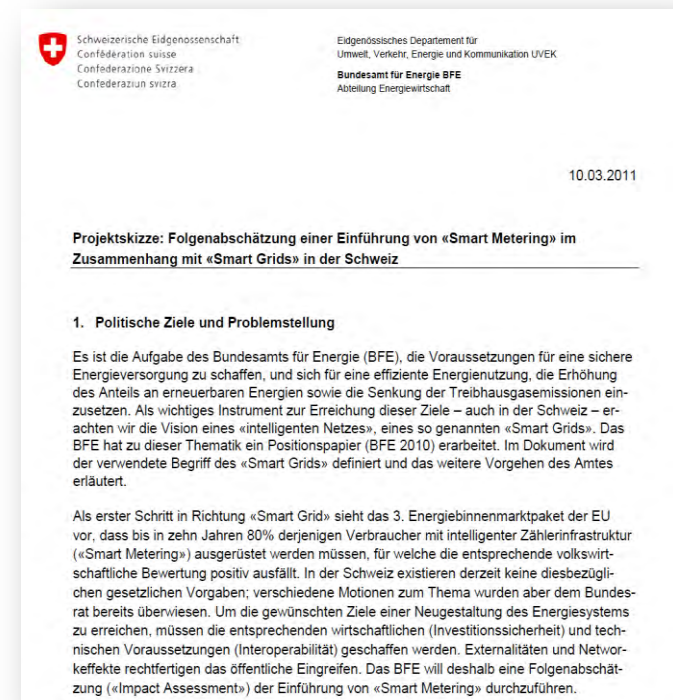 Schweizerische Eidgenossenschaft
Confédération suisse
Confederazione Svizzera
Confederaziun svizra
Eidgenössisches Departement für
Umwelt, Verkehr, Energie und Kommunikation UVEK
Bundesamt für Energie BFE
Abteilung Energiewirtschaft
10.03.2011
Projektskizze: Folgenabschätzung einer Einführung von «Smart Metering» im
Zusammenhang mit «Smart Grids» in der Schweiz
1. Politische Ziele und Problemstellung
Es ist die Aufgabe des Bundesamts für Energie (BFE), die Voraussetzungen für eine sichere
Energieversorgung zu schaffen, und sich für eine effiziente Energienutzung, die Erhöhung
des Anteils an erneuerbaren Energien sowie die Senkung der Treibhausgasemissionen ein-
zusetzen. Als wichtiges Instrument zur Erreichung dieser Ziele – auch in der Schweiz – er-
achten wir die Vision eines «intelligenten Netzes», eines so genannten «Smart Grids». Das
BFE hat zu dieser Thematik ein Positionspapier (BFE 2010) erarbeitet. Im Dokument wird
der verwendete Begriff des «Smart Grids» definiert und das weitere Vorgehen des Amtes
erläutert.
Als erster Schritt in Richtung «Smart Grid» sieht das 3. Energiebinnenmarktpaket der EU
vor, dass bis in zehn Jahren 80% derjenigen Verbraucher mit intelligenter Zählerinfrastruktur
(«Smart Metering») ausgerüstet werden müssen, für welche die entsprechende volkswirt-
schaftliche Bewertung positiv ausfällt. In der Schweiz existieren derzeit keine diesbezügli-
chen gesetzlichen Vorgaben; verschiedene Motionen zum Thema wurden aber dem Bundes-
rat bereits überwiesen. Um die gewünschten Ziele einer Neugestaltung des Energiesystems
zu erreichen, müssen die entsprechenden wirtschaftlichen (Investitionssicherheit) und tech-
nischen Voraussetzungen (Interoperabilität) geschaffen werden. Externalitäten und Networ-
keffekte rechtfertigen das öffentliche Eingreifen. Das BFE will deshalb eine Folgenabschät-
zung («Impact Assessment») der Einführung von «Smart Metering» durchzuführen.